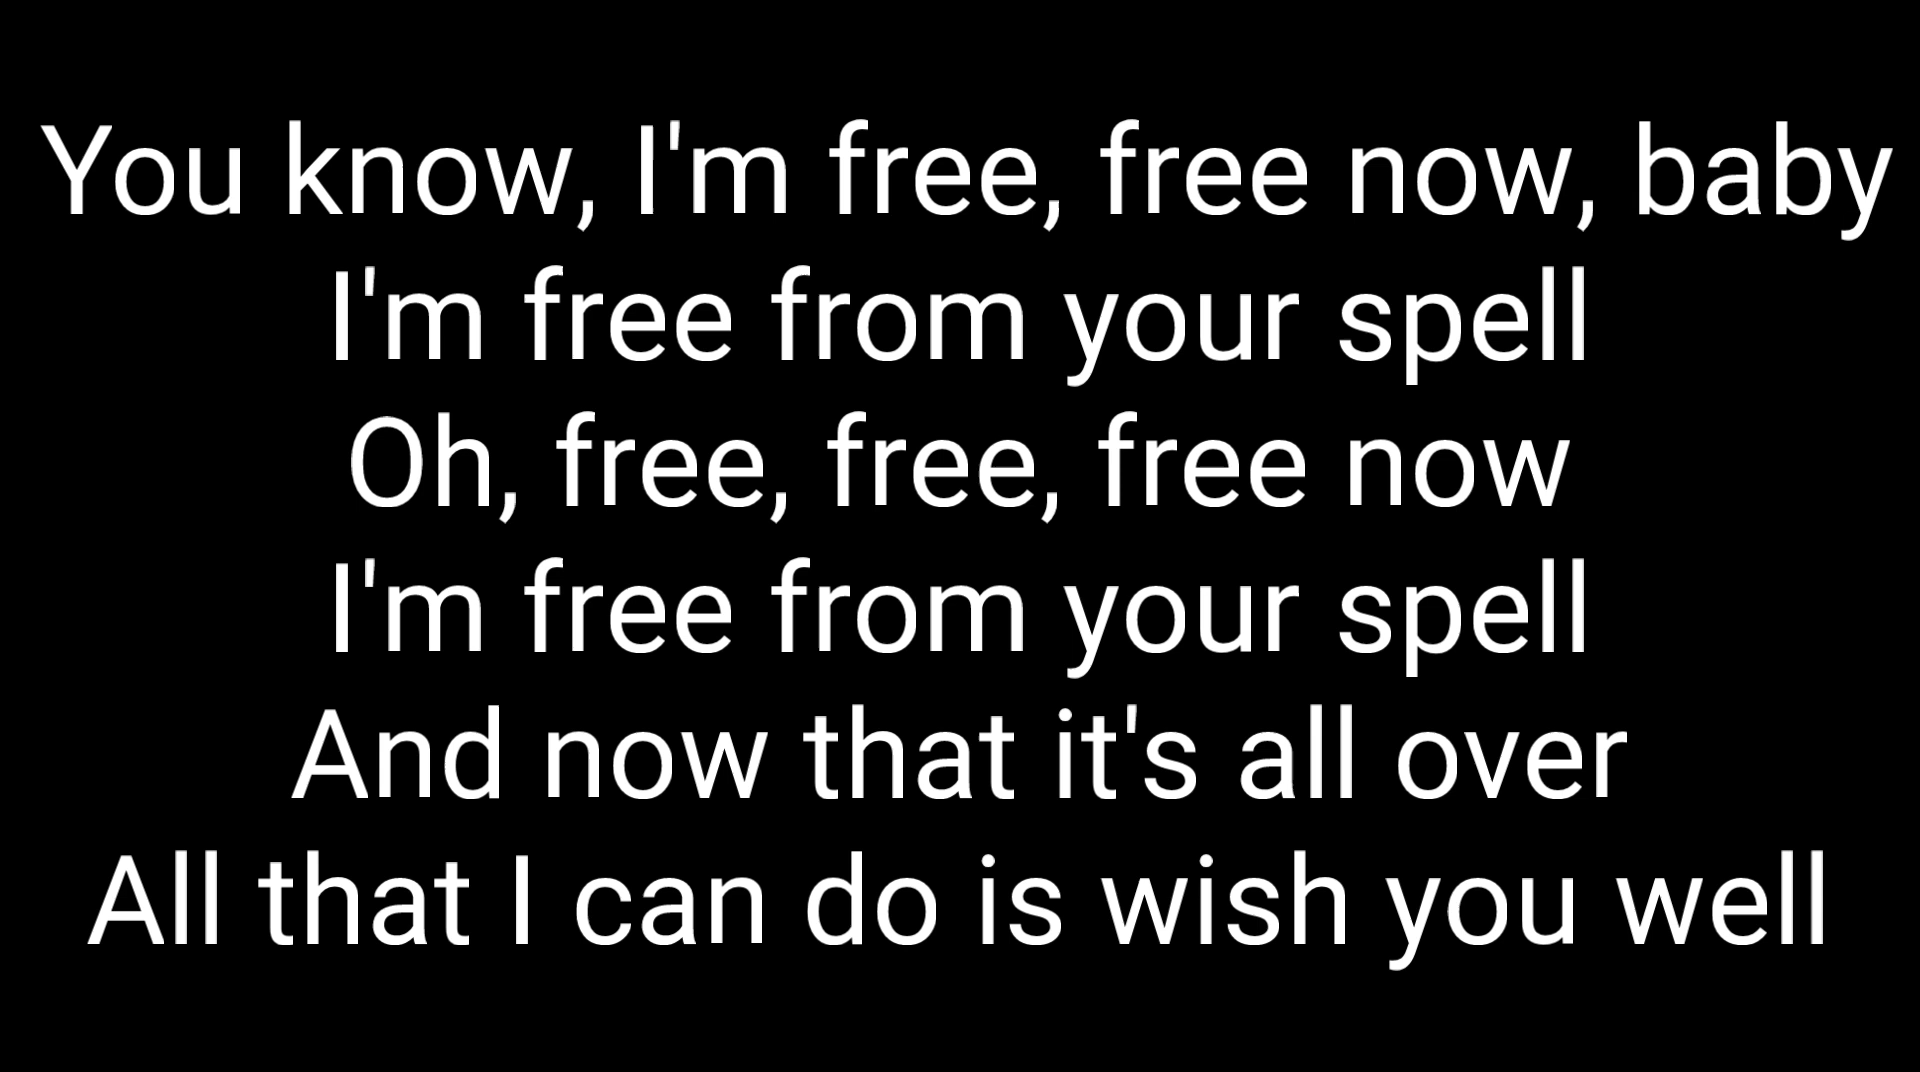 You know, I'm free, free now, baby
I'm free from your spell
Oh, free, free, free now
I'm free from your spell
And now that it's all over
All that I can do is wish you well